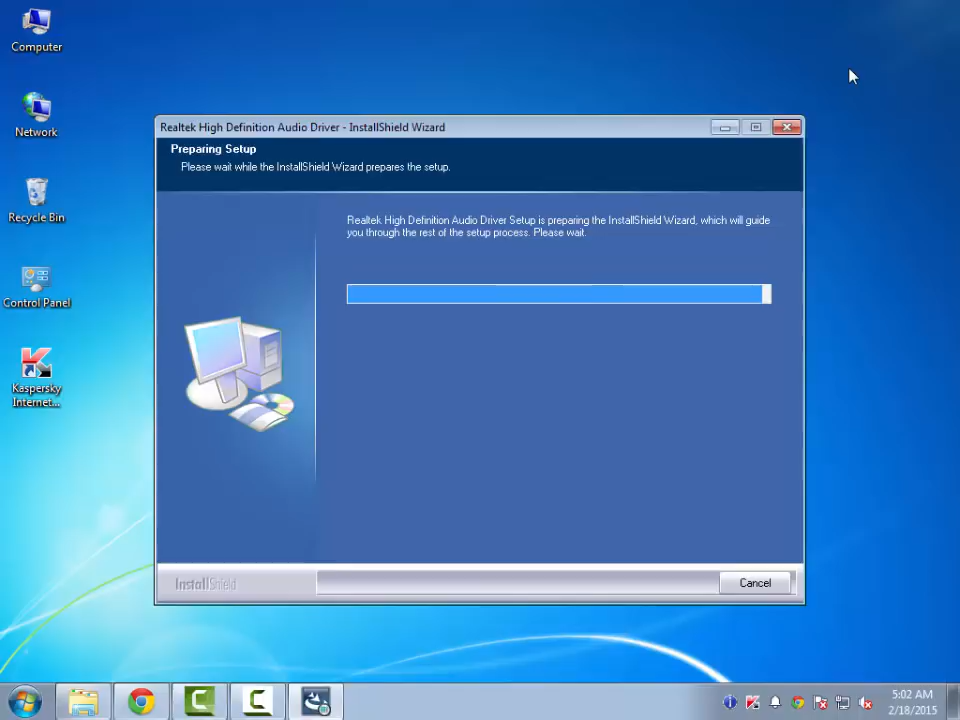 Computer
Network
Recycle Bin
Control Panel
Kaspersky
Internet...
Realtek High Definition Audio Driver - InstallShield Wizard
Preparing Setup
Please wait while the InstallShield Wizard prepares the setup.
Realtek High Definition Audio Driver Setup is preparing the InstallShield Wizard, which will guide
you through the rest of the setup process. Please wait.
InstallShield
Cancel
5:02 AM
2/18/2015